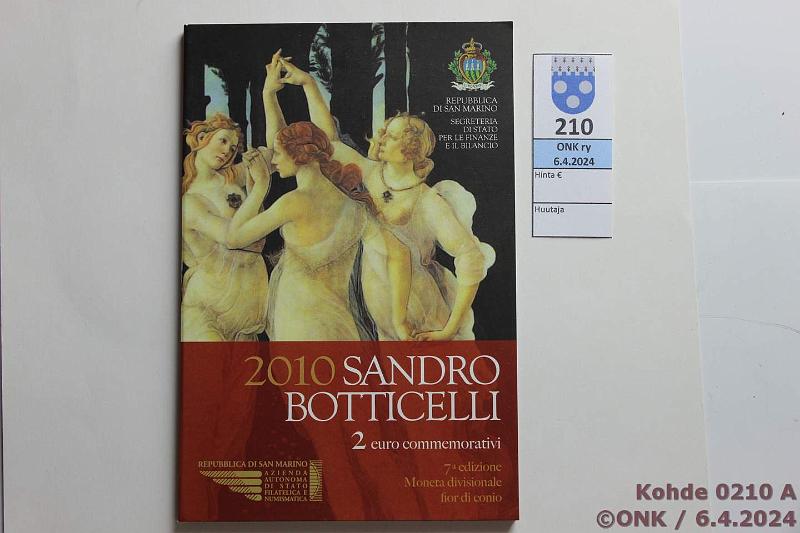 REPUBBLICA
DI SAN MARINO
SEGRETERIA
DI STATO
PER LE FINANZE
E IL BILANCIO
2010 SANDRO
BOTTICELLI
2 euro commemorativi
7a edizione
Moneta divisionale
fior di conio
REPUBBLICA DI SAN MARINO
AZIENDA
AUTONOMA
DI STATO
FILATELICA E
NUMISMATICA
210
ONK ry
6.4.2024
Hinta €
Huutaja
Kohde 0210 A
©ONK / 6.4.2024